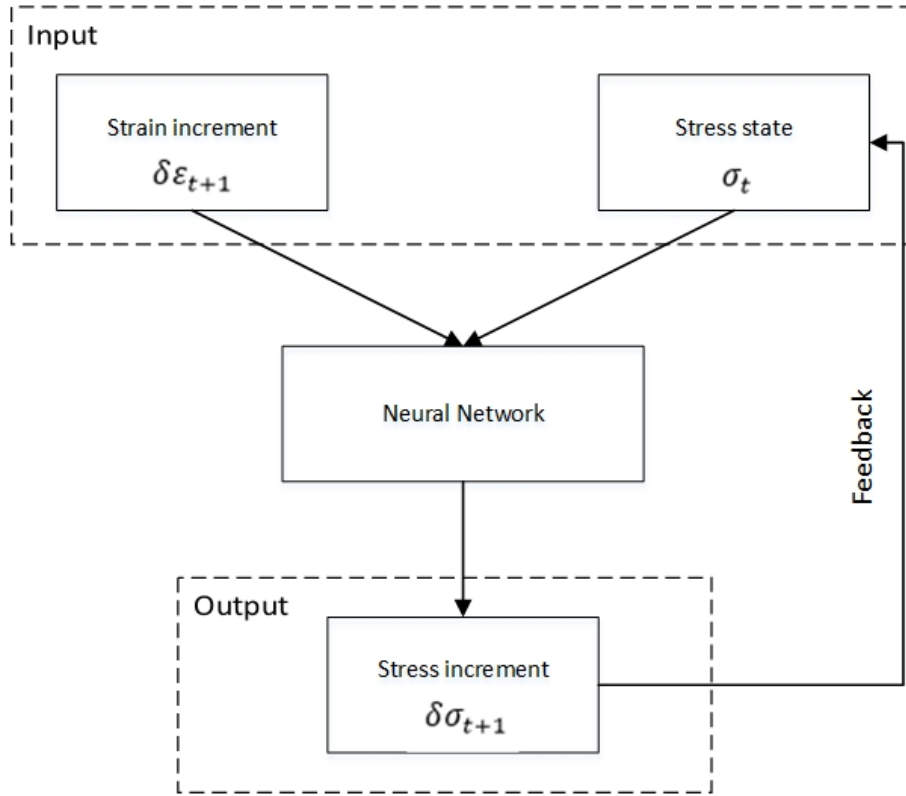 Input
Strain increment
δε_{t+1}
Stress state
σ_t
Neural Network
Feedback
Output
Stress increment
δσ_{t+1}